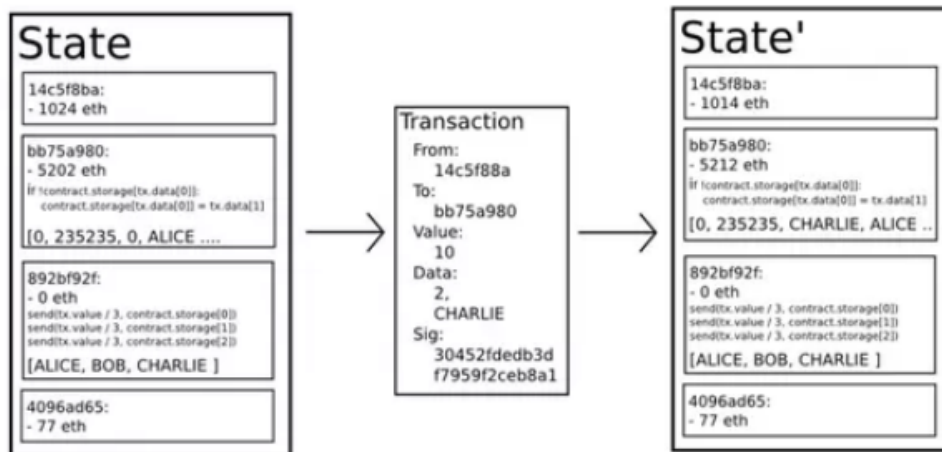 State
14c5f8ba:
- 1024 eth
bb75a980:
- 5202 eth
if !contract.storage[tx.data[0]]:
contract.storage[tx.data[0]] = tx.data[1]
[0, 235235, 0, ALICE ....
892bf92f:
- 0 eth
send(tx.value / 3, contract.storage[0])
send(tx.value / 3, contract.storage[1])
send(tx.value / 3, contract.storage[2])
[ALICE, BOB, CHARLIE ]
4096ad65:
- 77 eth
Transaction
From:
14c5f88a
To:
bb75a980
Value:
10
Data:
2,
CHARLIE
Sig:
30452fdedb3d
f7959f2ceb8a1
State'
14c5f8ba:
- 1014 eth
bb75a980:
- 5212 eth
if !contract.storage[tx.data[0]]:
contract.storage[tx.data[0]] = tx.data[1]
[0, 235235, CHARLIE, ALICE ..
892bf92f:
- 0 eth
send(tx.value / 3, contract.storage[0])
send(tx.value / 3, contract.storage[1])
send(tx.value / 3, contract.storage[2])
[ALICE, BOB, CHARLIE ]
4096ad65:
- 77 eth